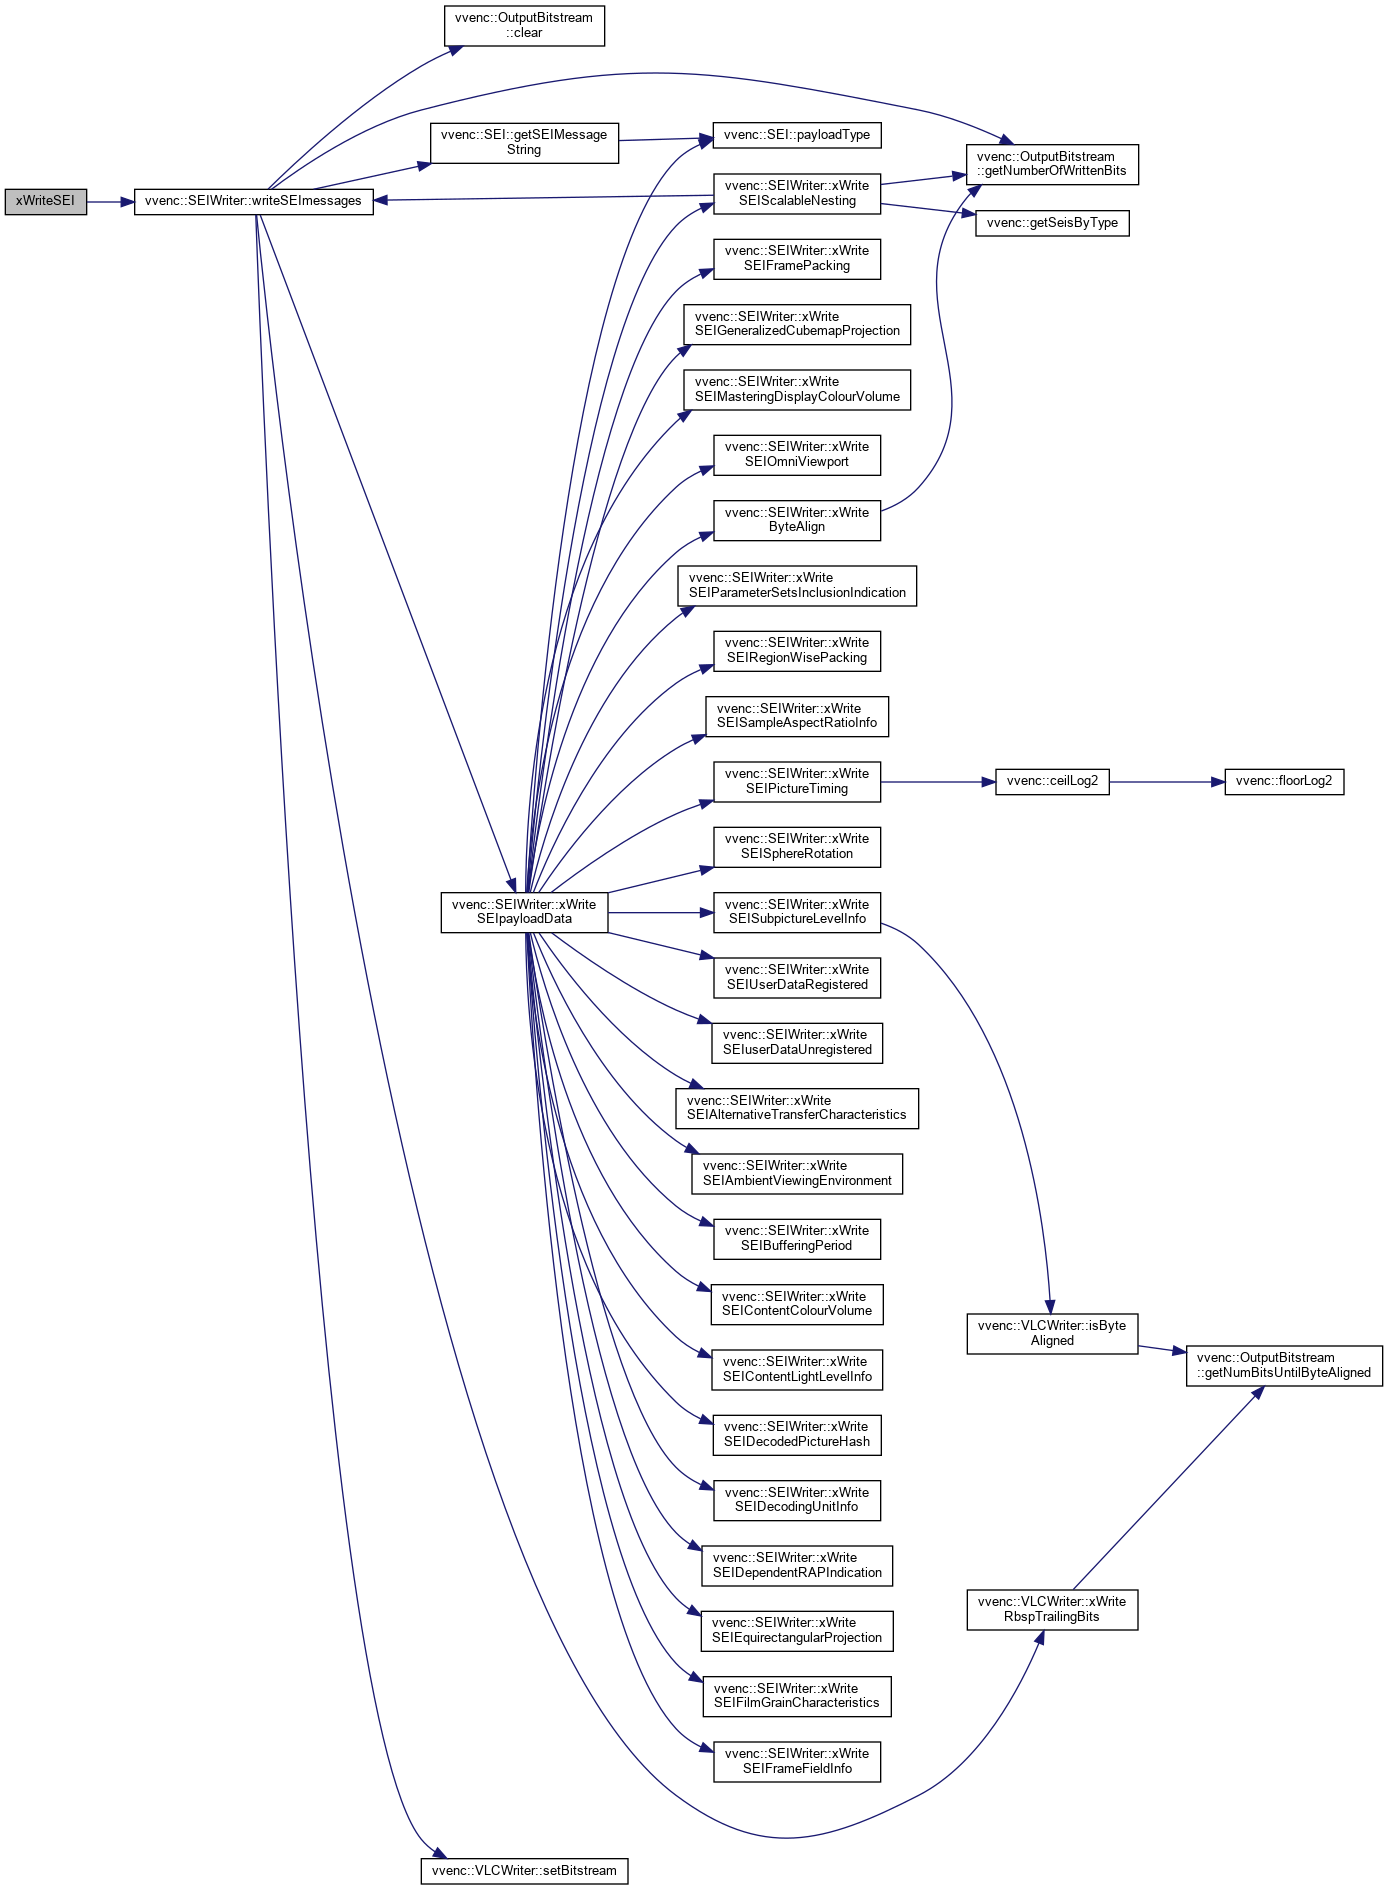 xWriteSEI
vvenc::SEIWriter::writeSEImessages
vvenc::OutputBitstream
::clear
vvenc::SEI::getSEIMessage
String
vvenc::SEIWriter::xWrite
SEIpayloadData
vvenc::VLCWriter::setBitstream
vvenc::SEI::payloadType
vvenc::SEIWriter::xWrite
SEIScalableNesting
vvenc::SEIWriter::xWrite
SEIFramePacking
vvenc::SEIWriter::xWrite
SEIGeneralizedCubemapProjection
vvenc::SEIWriter::xWrite
SEIMasteringDisplayColourVolume
vvenc::SEIWriter::xWrite
SEIOmniViewport
vvenc::SEIWriter::xWrite
ByteAlign
vvenc::SEIWriter::xWrite
SEIParameterSetsInclusionIndication
vvenc::SEIWriter::xWrite
SEIRegionWisePacking
vvenc::SEIWriter::xWrite
SEISampleAspectRatioInfo
vvenc::SEIWriter::xWrite
SEIPictureTiming
vvenc::SEIWriter::xWrite
SEISphereRotation
vvenc::SEIWriter::xWrite
SEISubpictureLevelInfo
vvenc::SEIWriter::xWrite
SEIUserDataRegistered
vvenc::SEIWriter::xWrite
SEIuserDataUnregistered
vvenc::SEIWriter::xWrite
SEIAlternativeTransferCharacteristics
vvenc::SEIWriter::xWrite
SEIAmbientViewingEnvironment
vvenc::SEIWriter::xWrite
SEIBufferingPeriod
vvenc::SEIWriter::xWrite
SEIContentColourVolume
vvenc::SEIWriter::xWrite
SEIContentLightLevelInfo
vvenc::SEIWriter::xWrite
SEIDecodedPictureHash
vvenc::SEIWriter::xWrite
SEIDecodingUnitInfo
vvenc::SEIWriter::xWrite
SEIDependentRAPIndication
vvenc::SEIWriter::xWrite
SEIEquirectangularProjection
vvenc::SEIWriter::xWrite
SEIFilmGrainCharacteristics
vvenc::SEIWriter::xWrite
SEIFrameFieldInfo
vvenc::OutputBitstream
::getNumberOfWrittenBits
vvenc::getSeisByType
vvenc::ceilLog2
vvenc::floorLog2
vvenc::VLCWriter::isByte
Aligned
vvenc::OutputBitstream
::getNumBitsUntilByteAligned
vvenc::VLCWriter::xWrite
RbspTrailingBits